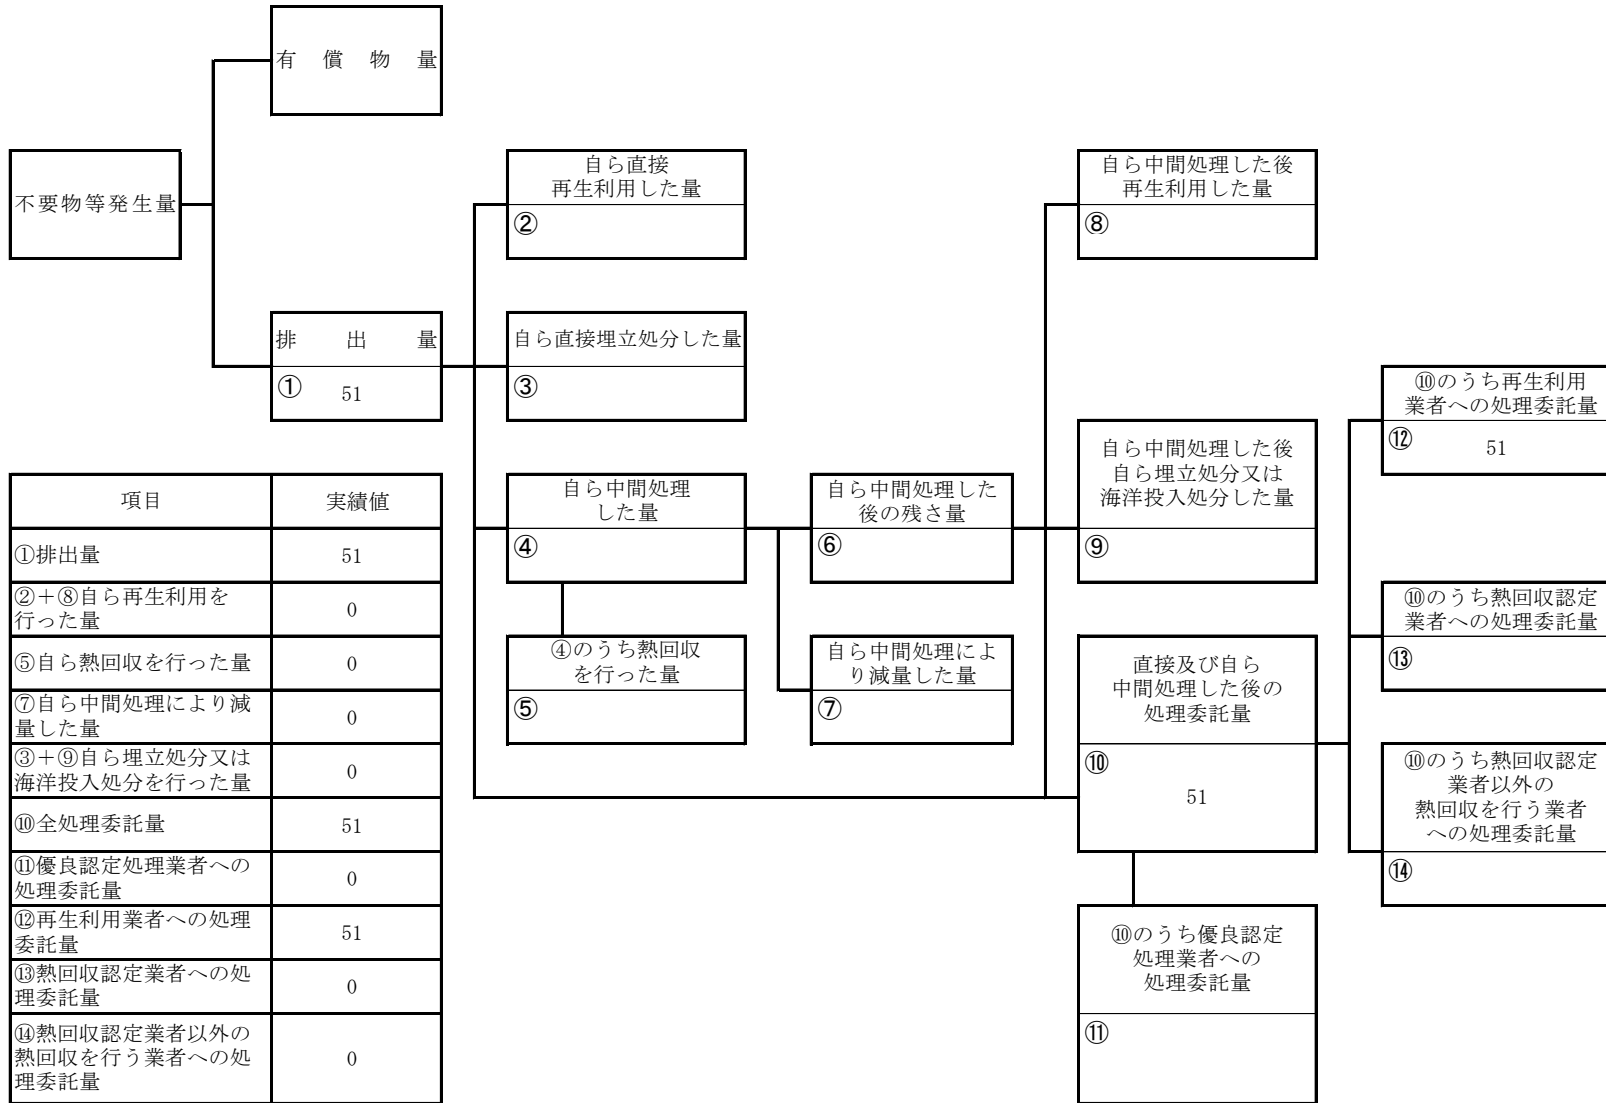 有償物量
不要物等発生量
排出量
① 51
自ら直接
再生利用した量
②
自ら直接埋立処分した量
③
自ら中間処理
した量
④
④のうち熱回収
を行った量
⑤
自ら中間処理した
後の残さ量
⑥
自ら中間処理によ
り減量した量
⑦
自ら中間処理した後
再生利用した量
⑧
自ら中間処理した後
自ら埋立処分又は
海洋投入処分した量
⑨
直接及び自ら
中間処理した後の
処理委託量
⑩
51
⑩のうち優良認定
処理業者への
処理委託量
⑪
⑩のうち再生利用
業者への処理委託量
⑫ 51
⑩のうち熱回収認定
業者への処理委託量
⑬
⑩のうち熱回収認定
業者以外の
熱回収を行う業者
への処理委託量
⑭
項目 実績値
①排出量 51
②+⑧自ら再生利用を
行った量 0
⑤自ら熱回収を行った量 0
⑦自ら中間処理により減
量した量 0
③+⑨自ら埋立処分又は
海洋投入処分を行った量 0
⑩全処理委託量 51
⑪優良認定処理業者への
処理委託量 0
⑫再生利用業者への処理
委託量 51
⑬熱回収認定業者への処
理委託量 0
⑭熱回収認定業者以外の
熱回収を行う業者への処 0
理委託量